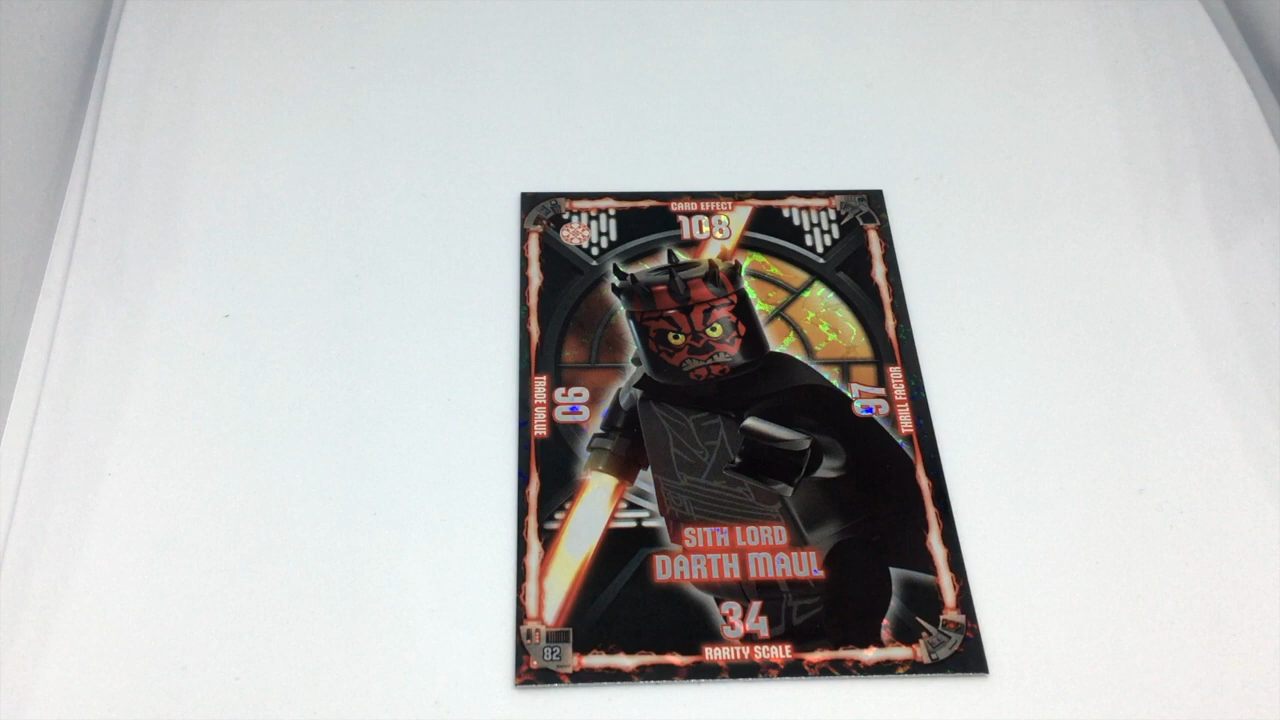 CARD EFFECT
108
TRADE VALUE
90
97
THRILL FACTOR
SITH LORD
DARTH MAUL
34
RARITY SCALE
82